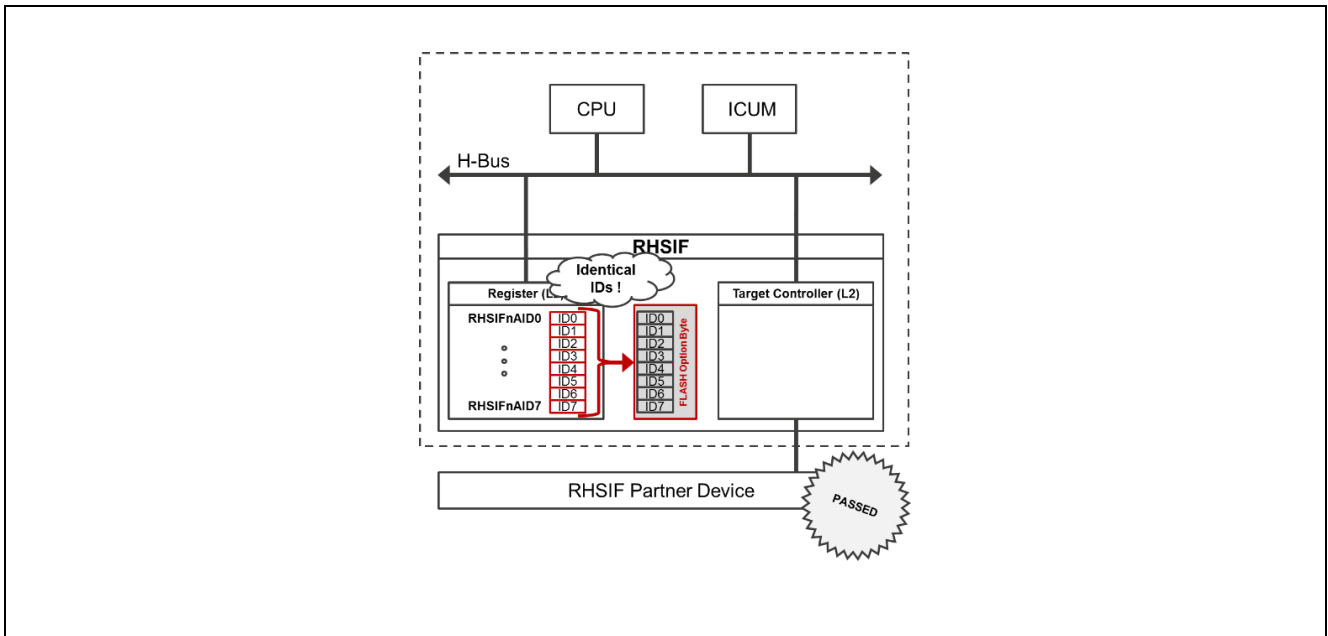 CPU
ICUM
H-Bus
RHSIF
Identical
IDs !
Register (L
Target Controller (L2)
RHSIFnAID0
ID0
ID1
ID2
ID3
ID4
ID5
ID6
RHSIFnAID7
ID7
ID0
ID1
ID2
ID3
ID4
ID5
ID6
ID7
FLASH Option Byte
RHSIF Partner Device
PASSED